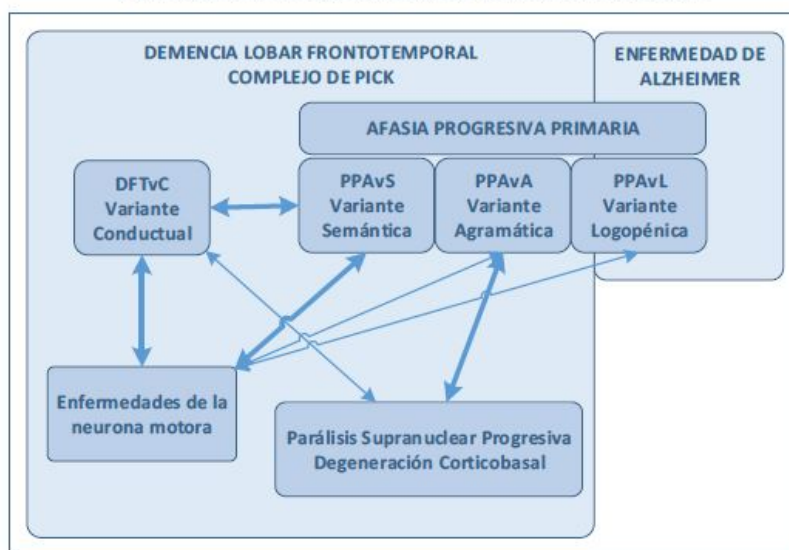 DEMENCIA LOBAR FRONTOTEMPORAL
COMPLEJO DE PICK
ENFERMEDAD DE
ALZHEIMER
AFASIA PROGRESIVA PRIMARIA
DFTvC
Variante
Conductual
PPAvS
Variante
Semántica
PPAvA
Variante
Agramática
PPAvL
Variante
Logopénica
Enfermedades de la
neurona motora
Parálisis Supranuclear Progresiva
Degeneración Corticobasal